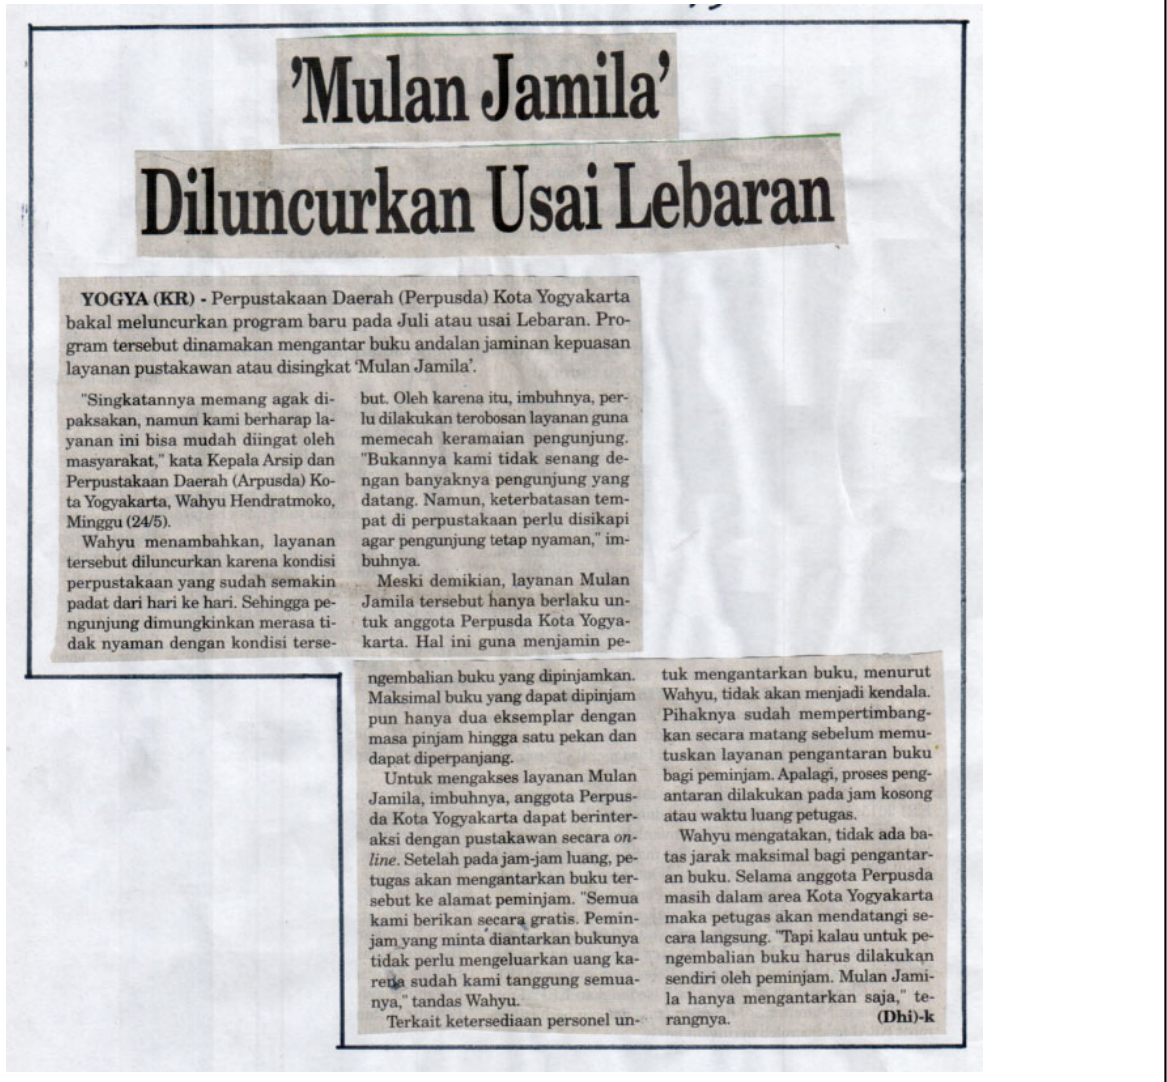 'Mulan Jamila'
Diluncurkan Usai Lebaran
YOGYA (KR) - Perpustakaan Daerah (Perpusda) Kota Yogyakarta
bakal meluncurkan program baru pada Juli atau usai Lebaran. Pro-
gram tersebut dinamakan mengantar buku andalan jaminan kepuasan
layanan pustakawan atau disingkat 'Mulan Jamila'.
"Singkatannya memang agak di-
paksakan, namun kami berharap la-
yanan ini bisa mudah diingat oleh
masyarakat," kata Kepala Arsip dan
Perpustakaan Daerah (Arpusda) Ko-
ta Yogyakarta, Wahyu Hendratmoko,
Minggu (24/5).
Wahyu menambahkan, layanan
tersebut diluncurkan karena kondisi
perpustakaan yang sudah semakin
padat dari hari ke hari. Sehingga pe-
ngunjung dimungkinkan merasa ti-
dak nyaman dengan kondisi terse-
but. Oleh karena itu, imbuhnya, per-
lu dilakukan terobosan layanan guna
memecah keramaian pengunjung.
"Bukannya kami tidak senang de-
ngan banyaknya pengunjung yang
datang. Namun, keterbatasan tem-
pat di perpustakaan perlu disikapi
agar pengunjung tetap nyaman," im-
buhnya.
Meski demikian, layanan Mulan
Jamila tersebut hanya berlaku un-
tuk anggota Perpusda Kota Yogya-
karta. Hal ini guna menjamin pe-
ngembalian buku yang dipinjamkan.
Maksimal buku yang dapat dipinjam
pun hanya dua eksemplar dengan
masa pinjam hingga satu pekan dan
dapat diperpanjang.
Untuk mengakses layanan Mulan
Jamila, imbuhnya, anggota Perpus-
da Kota Yogyakarta dapat berinter-
aksi dengan pustakawan secara on-
line. Setelah pada jam-jam luang, pe-
tugas akan mengantarkan buku ter-
sebut ke alamat peminjam. "Semua
kami berikan secara gratis. Pemin-
jam yang minta diantarkan bukunya
tidak perlu mengeluarkan uang ka-
rena sudah kami tanggung semua-
nya," tandas Wahyu.
Terkait ketersediaan personel un-
tuk mengantarkan buku, menurut
Wahyu, tidak akan menjadi kendala.
Pihaknya sudah mempertimbang-
kan secara matang sebelum memu-
tuskan layanan pengantaran buku
bagi peminjam. Apalagi, proses peng-
antaran dilakukan pada jam kosong
atau waktu luang petugas.
Wahyu mengatakan, tidak ada ba-
tas jarak maksimal bagi pengantar-
an buku. Selama anggota Perpusda
masih dalam area Kota Yogyakarta
maka petugas akan mendatangi se-
cara langsung. "Tapi kalau untuk pe-
ngembalian buku harus dilakukan
sendiri oleh peminjam. Mulan Jami-
la hanya mengantarkan saja," te-
rangnya. (Dhi)-k